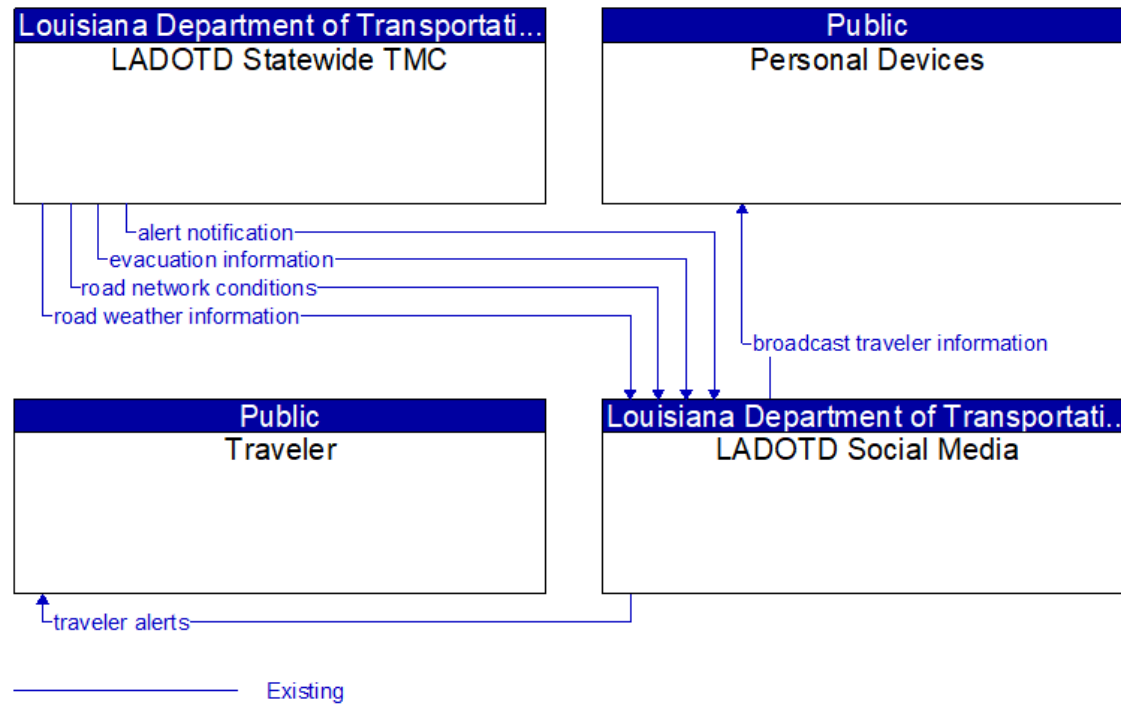 Louisiana Department of Transportati...
LADOTD Statewide TMC
Public
Personal Devices
alert notification
evacuation information
road network conditions
road weather information
broadcast traveler information
Public
Traveler
Louisiana Department of Transportati...
LADOTD Social Media
traveler alerts
Existing